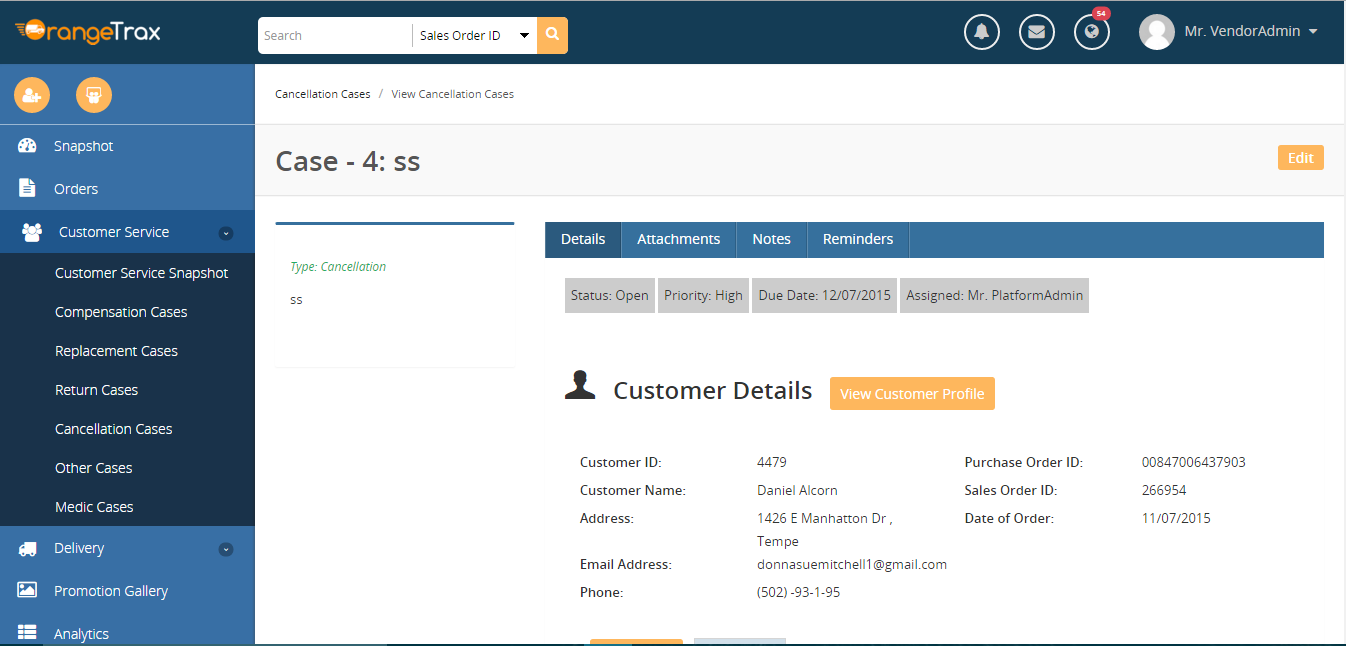 OrangeTrax
Search
Sales Order ID
54
Mr. VendorAdmin
Snapshot
Orders
Customer Service
Customer Service Snapshot
Compensation Cases
Replacement Cases
Return Cases
Cancellation Cases
Other Cases
Medic Cases
Delivery
Promotion Gallery
Analytics
Cancellation Cases / View Cancellation Cases
Case - 4: ss
Edit
Type: Cancellation
ss
Details Attachments Notes Reminders
Status: Open Priority: High Due Date: 12/07/2015 Assigned: Mr. PlatformAdmin
Customer Details View Customer Profile
Customer ID: 4479 Purchase Order ID: 00847006437903
Customer Name: Daniel Alcorn Sales Order ID: 266954
Address: 1426 E Manhatton Dr , Date of Order: 11/07/2015
Tempe
Email Address: donnasuemitchell1@gmail.com
Phone: (502) -93-1-95